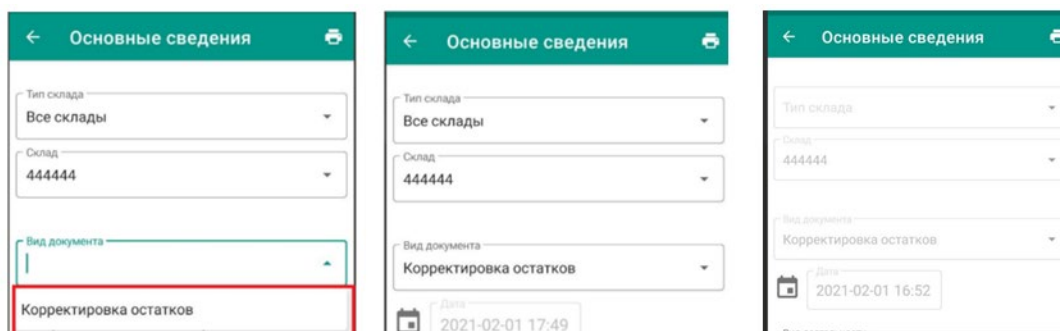 Основные сведения
Тип склада
Все склады
Склад
444444
Вид документа
Корректировка остатков
Основные сведения
Тип склада
Все склады
Склад
444444
Вид документа
Корректировка остатков
Дата
2021-02-01 17:49
Основные сведения
Тип склада
Склад
444444
Вид документа
Корректировка остатков
Дата
2021-02-01 16:52